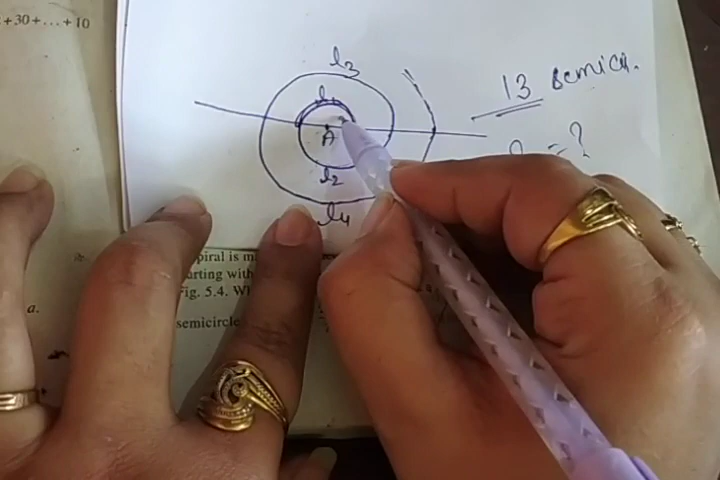 +30+...+10
l3
13 semici.
l1
A
l = ?
l2
l4
piral is m
arting with
ig. 5.4. W
a.
semicircle